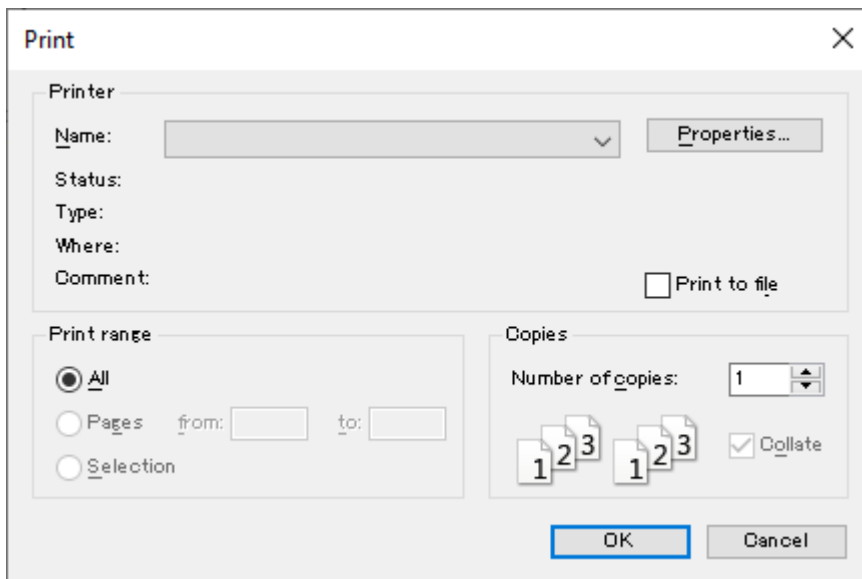 Print
Printer
Name:
Properties...
Status:
Type:
Where:
Comment:
Print to file
Print range
All
Pages from: to:
Selection
Copies
Number of copies: 1
1 2 3 1 2 3
Collate
OK Cancel